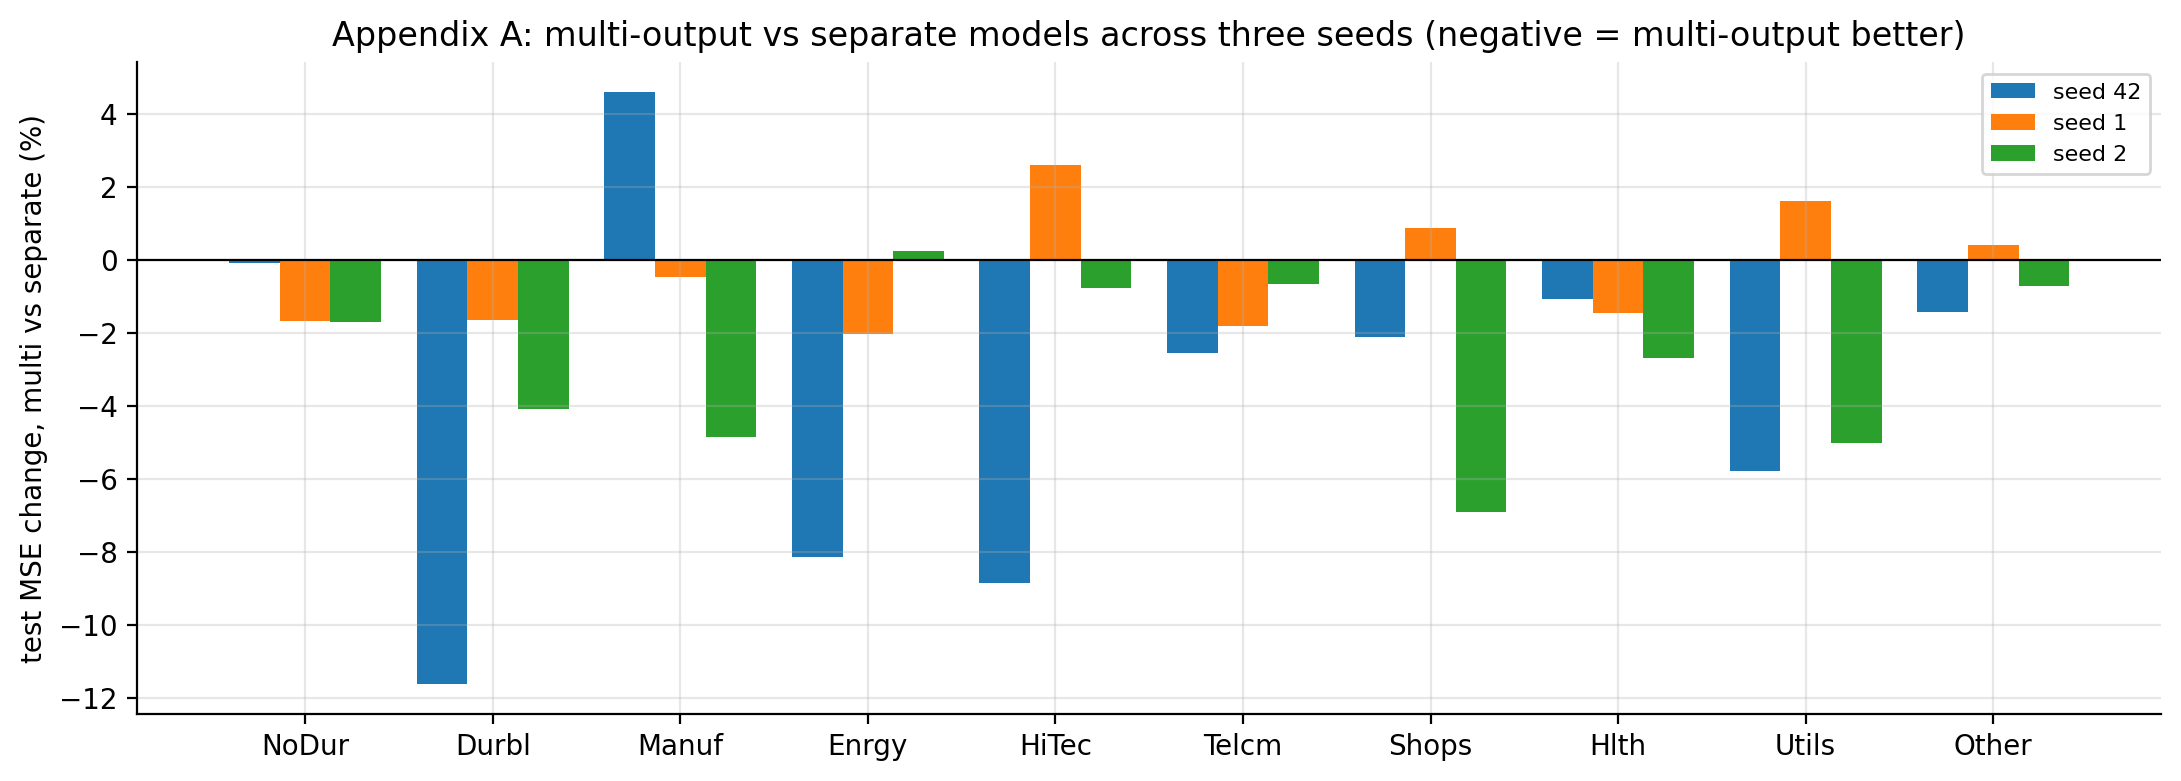 Appendix A: multi-output vs separate models across three seeds (negative = multi-output better)
test MSE change, multi vs separate (%)
4
2
0
−2
−4
−6
−8
−10
−12
seed 42
seed 1
seed 2
NoDur Durbl Manuf Enrgy HiTec Telcm Shops Hlth Utils Other